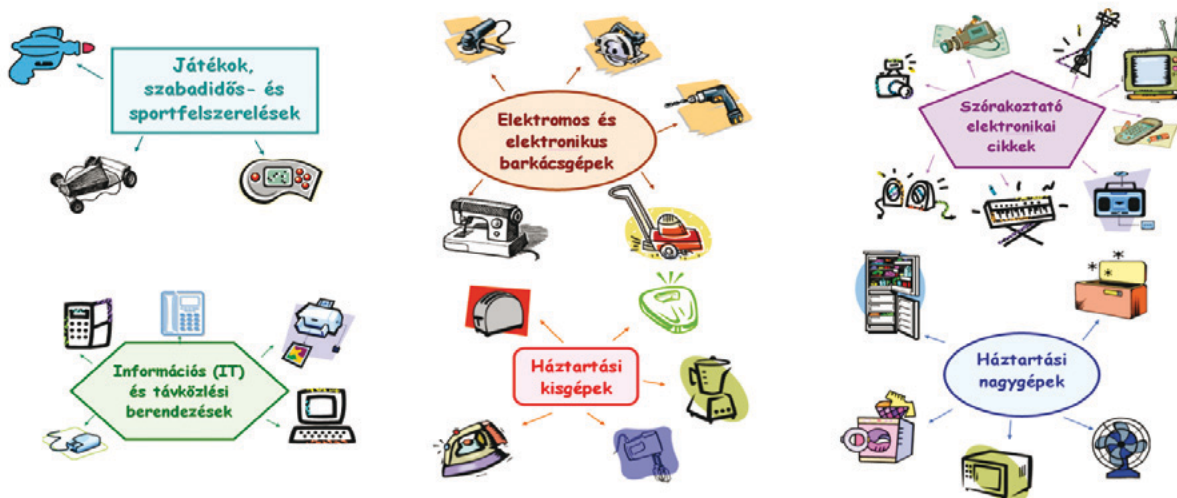 Játékok,
szabadidős- és
sportfelszerelések
Elektromos és
elektronikus
barkácsgépek
Szórakoztató
elektronikai
cikkek
Információs (IT)
és távközlési
berendezések
Háztartási
kisgépek
Háztartási
nagygépek